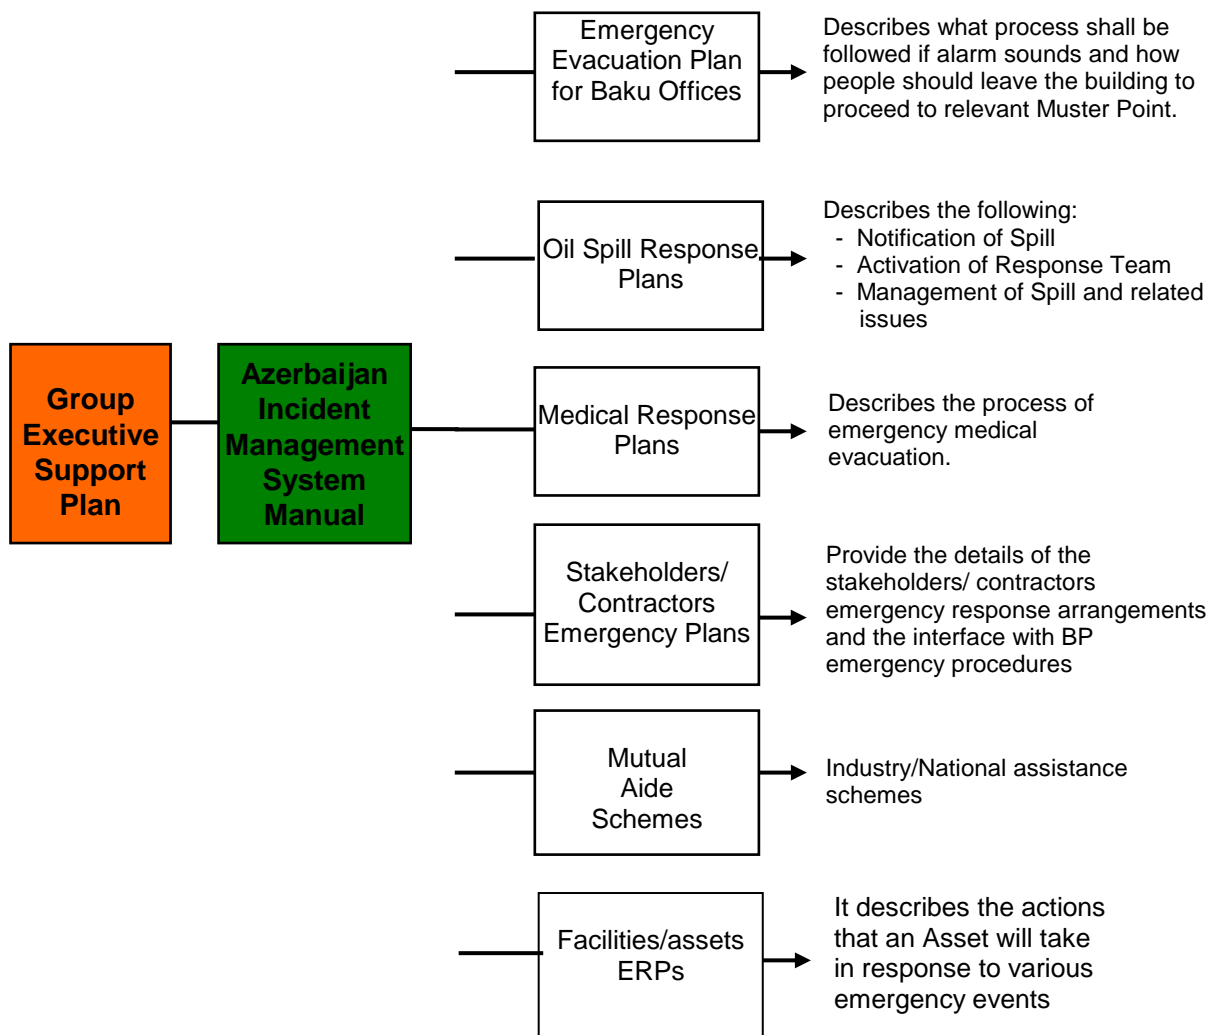 Emergency
Evacuation Plan
for Baku Offices
Describes what process shall be
followed if alarm sounds and how
people should leave the building to
proceed to relevant Muster Point.
Oil Spill Response
Plans
Describes the following:
- Notification of Spill
- Activation of Response Team
- Management of Spill and related
issues
Group
Executive
Support
Plan
Azerbaijan
Incident
Management
System
Manual
Medical Response
Plans
Describes the process of
emergency medical
evacuation.
Stakeholders/
Contractors
Emergency Plans
Provide the details of the
stakeholders/ contractors
emergency response arrangements
and the interface with BP
emergency procedures
Mutual
Aide
Schemes
Industry/National assistance
schemes
Facilities/assets
ERPs
It describes the actions
that an Asset will take
in response to various
emergency events